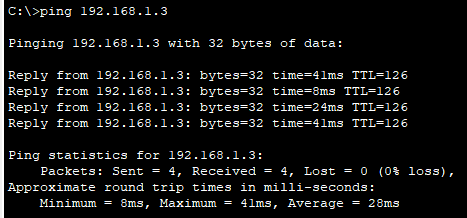 C:\>ping 192.168.1.3
Pinging 192.168.1.3 with 32 bytes of data:
Reply from 192.168.1.3: bytes=32 time=41ms TTL=126
Reply from 192.168.1.3: bytes=32 time=8ms TTL=126
Reply from 192.168.1.3: bytes=32 time=24ms TTL=126
Reply from 192.168.1.3: bytes=32 time=41ms TTL=126
Ping statistics for 192.168.1.3:
    Packets: Sent = 4, Received = 4, Lost = 0 (0% loss),
Approximate round trip times in milli-seconds:
    Minimum = 8ms, Maximum = 41ms, Average = 28ms